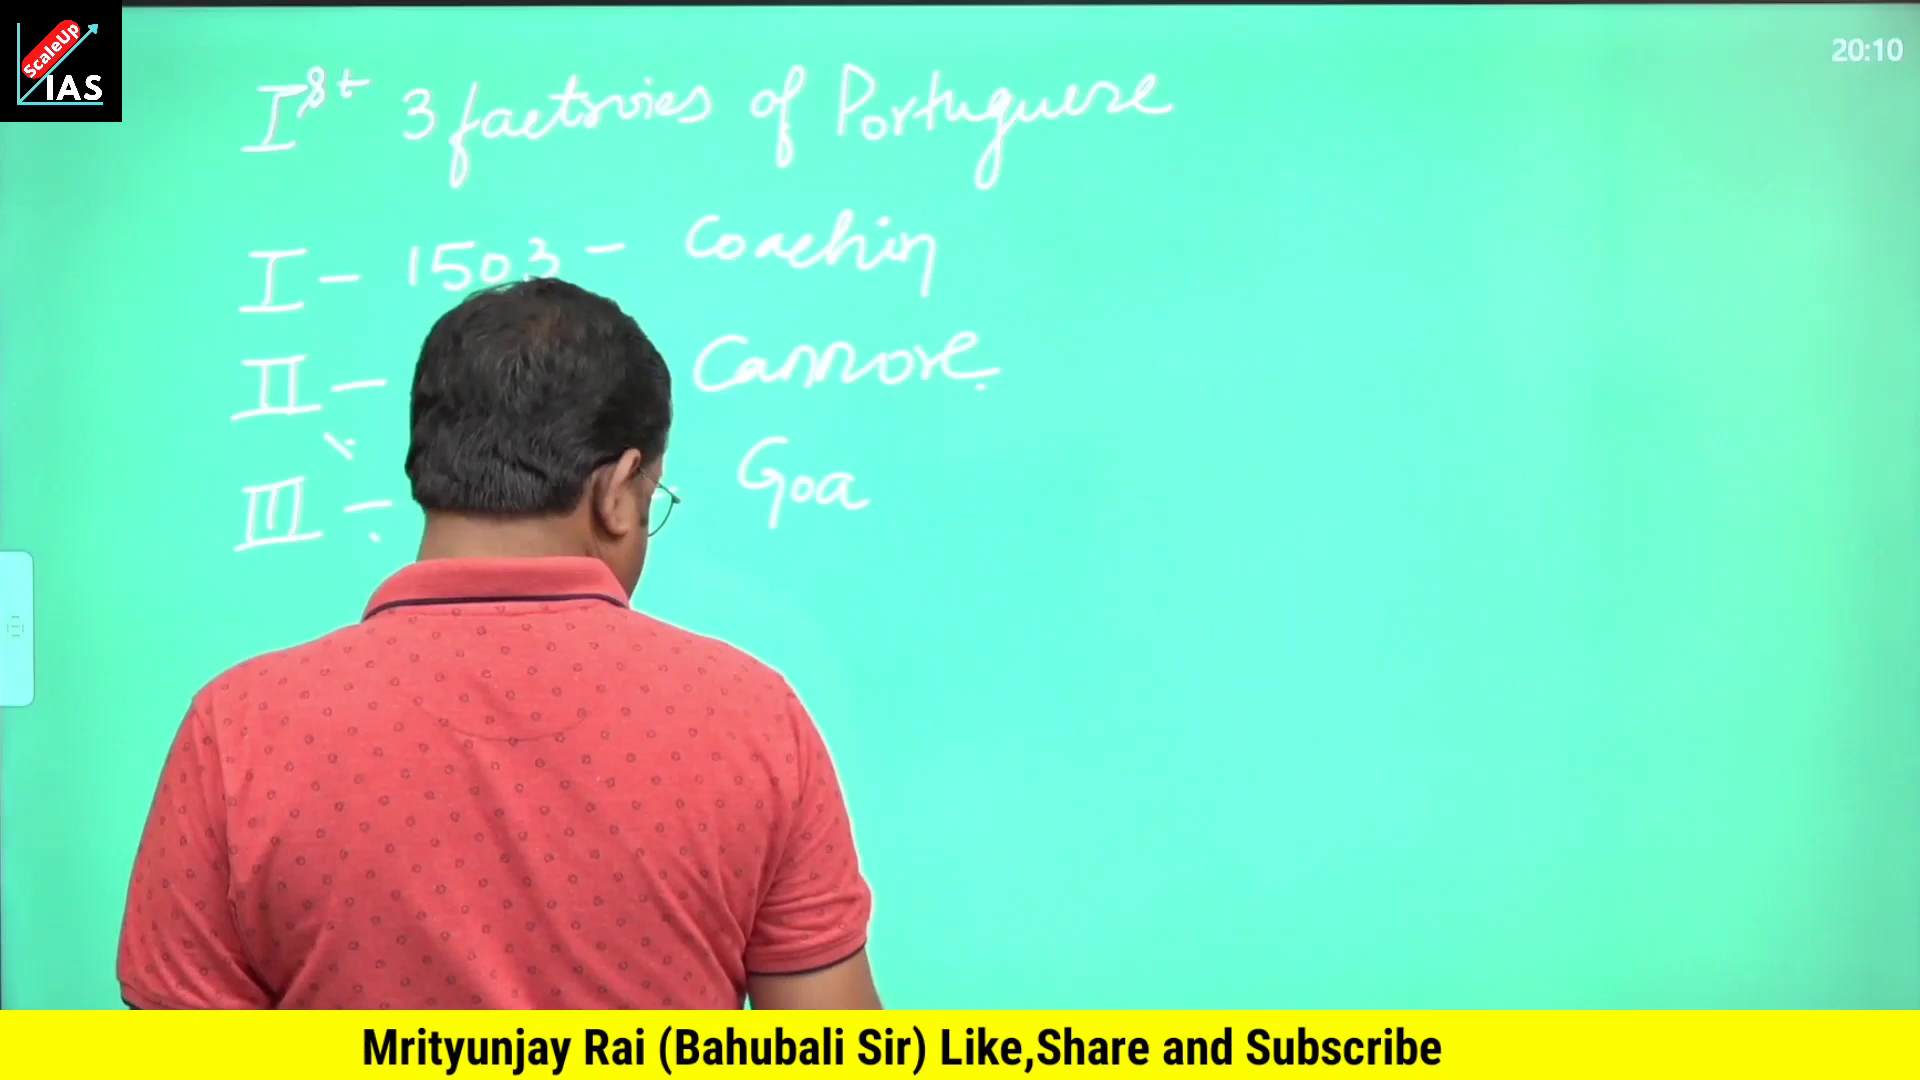 ScaleUp
IAS
20:10
Ist 3 factories of Portuguese
I - 1503 - Coachin
II - Cannore
III - Goa
Mrityunjay Rai (Bahubali Sir) Like,Share and Subscribe